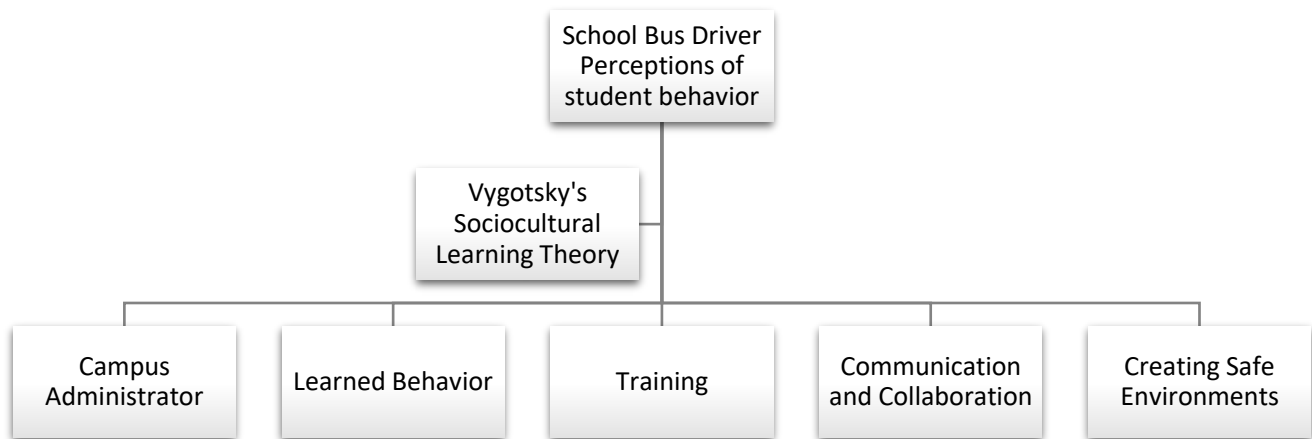 School Bus Driver
Perceptions of
student behavior
Vygotsky's
Sociocultural
Learning Theory
Campus
Administrator
Learned Behavior
Training
Communication
and Collaboration
Creating Safe
Environments